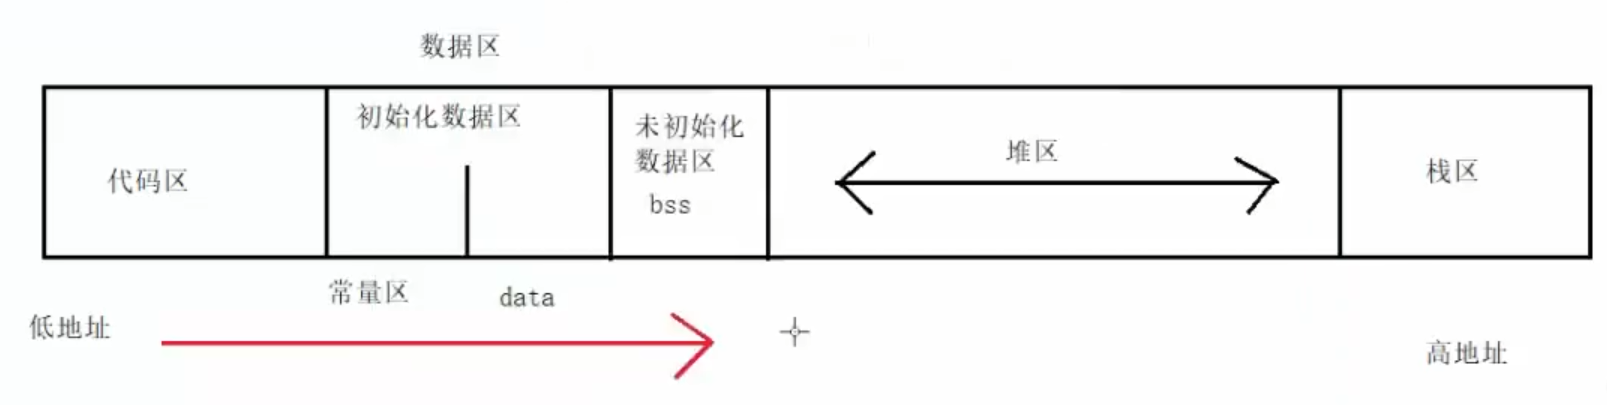 数据区
代码区
初始化数据区
未初始化
数据区
bss
堆区
栈区
常量区
data
低地址
高地址